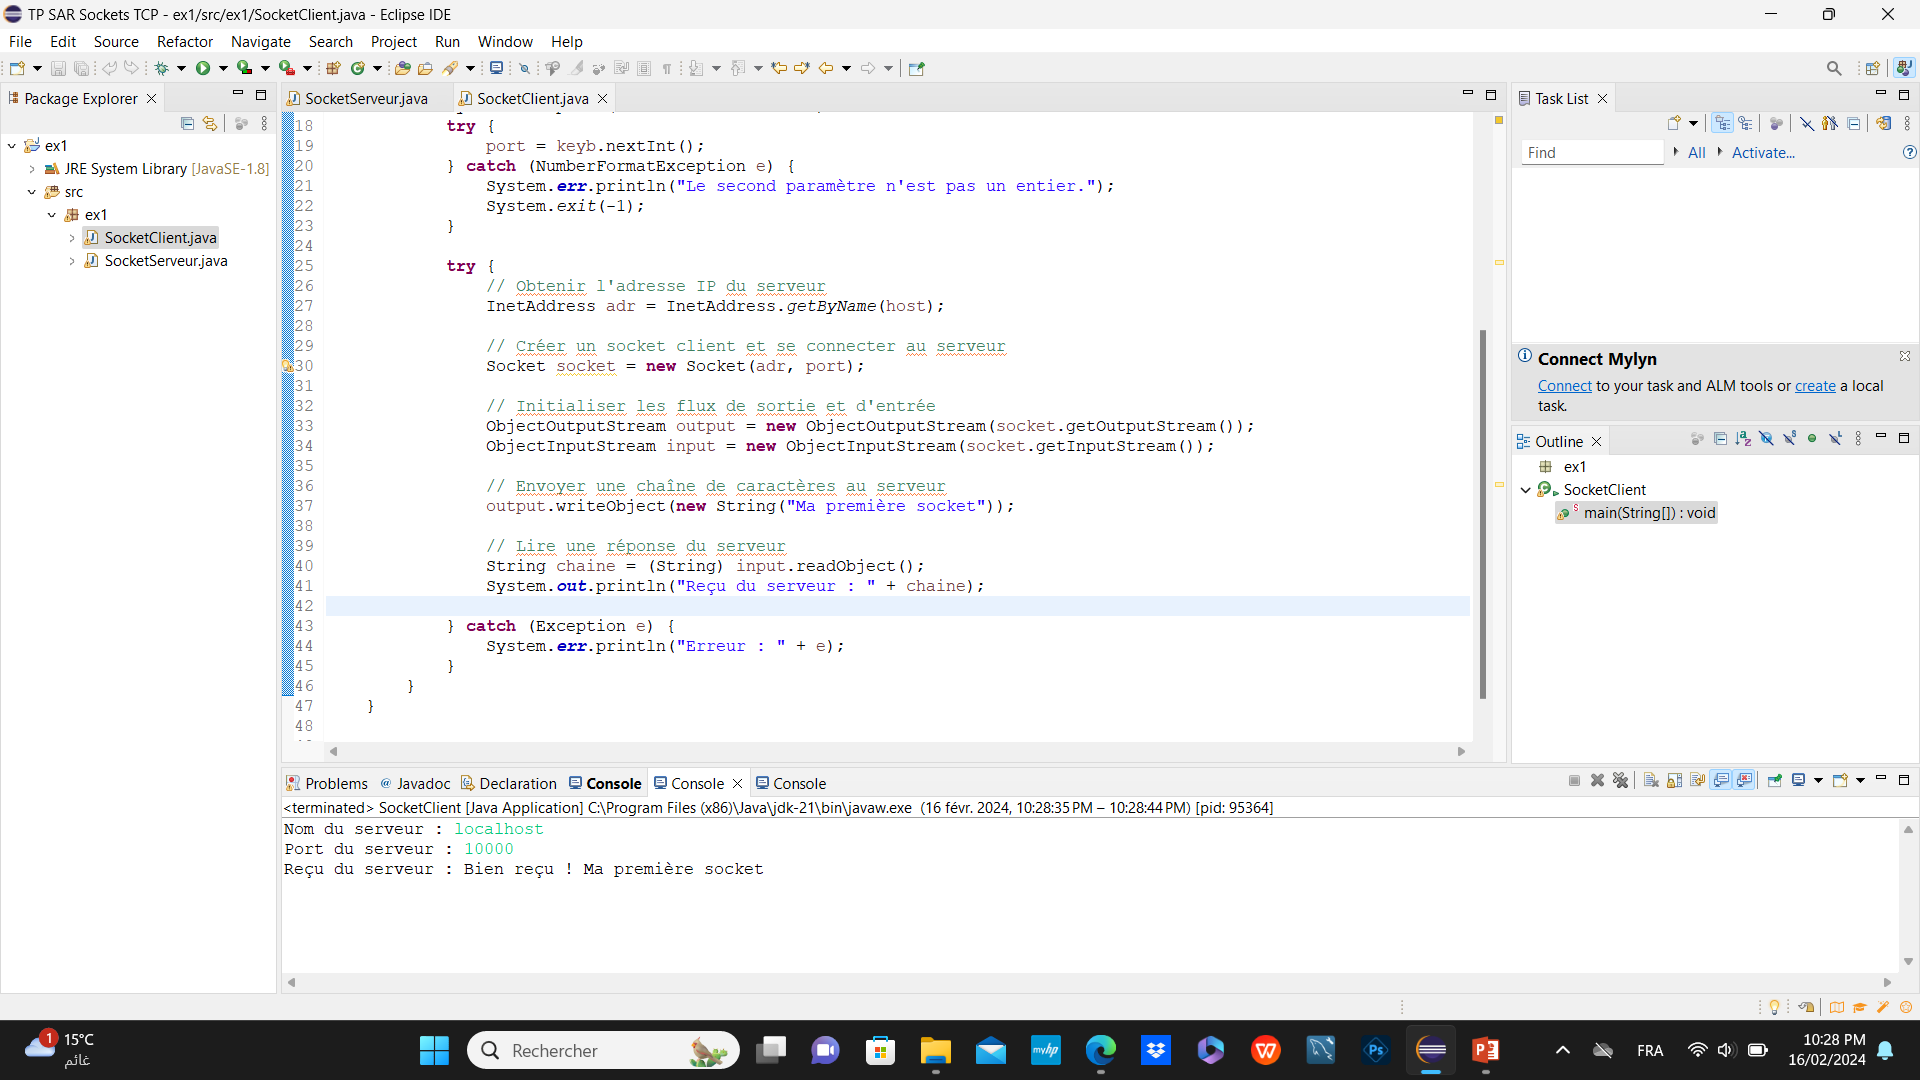 TP SAR Sockets TCP - ex1/src/ex1/SocketClient.java - Eclipse IDE
File Edit Source Refactor Navigate Search Project Run Window Help
Package Explorer
ex1
JRE System Library [JavaSE-1.8]
src
ex1
SocketClient.java
SocketServeur.java
SocketServeur.java SocketClient.java
18 try {
19 port = keyb.nextInt();
20 } catch (NumberFormatException e) {
21 System.err.println("Le second paramètre n'est pas un entier.");
22 System.exit(-1);
23 }
24
25 try {
26 // Obtenir l'adresse IP du serveur
27 InetAddress adr = InetAddress.getByName(host);
28
29 // Créer un socket client et se connecter au serveur
30 Socket socket = new Socket(adr, port);
31
32 // Initialiser les flux de sortie et d'entrée
33 ObjectOutputStream output = new ObjectOutputStream(socket.getOutputStream());
34 ObjectInputStream input = new ObjectInputStream(socket.getInputStream());
35
36 // Envoyer une chaîne de caractères au serveur
37 output.writeObject(new String("Ma première socket"));
38
39 // Lire une réponse du serveur
40 String chaine = (String) input.readObject();
41 System.out.println("Reçu du serveur : " + chaine);
42
43 } catch (Exception e) {
44 System.err.println("Erreur : " + e);
45 }
46 }
47 }
48
Task List
Find All Activate...
Connect Mylyn
Connect to your task and ALM tools or create a local
task.
Outline
ex1
SocketClient
main(String[]) : void
Problems Javadoc Declaration Console Console Console
<terminated> SocketClient [Java Application] C:\Program Files (x86)\Java\jdk-21\bin\javaw.exe (16 févr. 2024, 10:28:35 PM – 10:28:44 PM) [pid: 95364]
Nom du serveur : localhost
Port du serveur : 10000
Reçu du serveur : Bien reçu ! Ma première socket
1
15°C
غائم
Rechercher
myhp
Ps
FRA
10:28 PM
16/02/2024